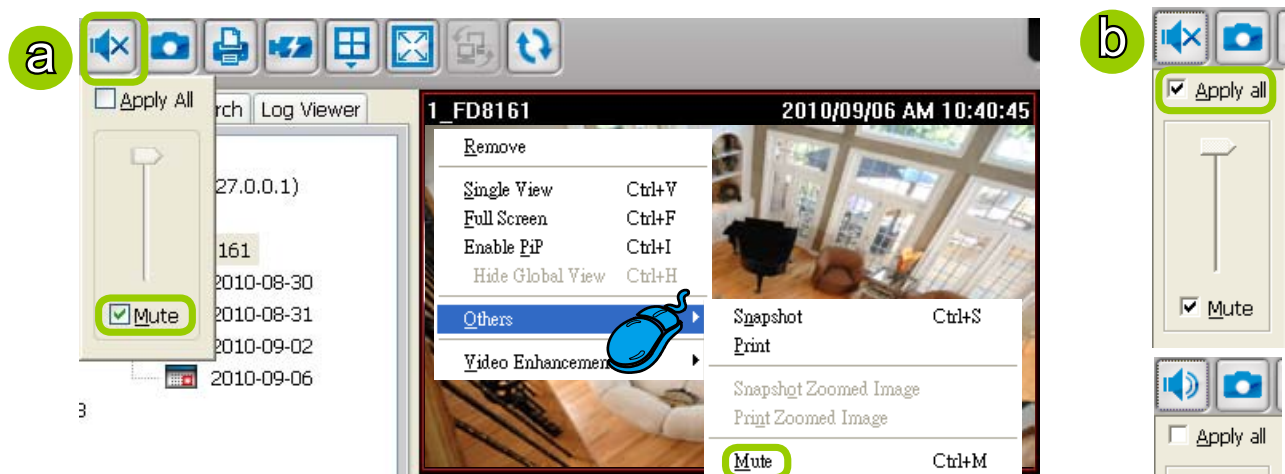 a
Apply All
rch
Log Viewer
27.0.0.1)
161
2010-08-30
2010-08-31
2010-09-02
2010-09-06
Mute
1_FD8161
2010/09/06 AM 10:40:45
Remove
Single View Ctrl+V
Full Screen Ctrl+F
Enable PiP Ctrl+I
Hide Global View Ctrl+H
Others
Video Enhancemen
Snapshot Ctrl+S
Print
Snapshot Zoomed Image
Print Zoomed Image
Mute Ctrl+M
b
Apply all
Mute
Apply all